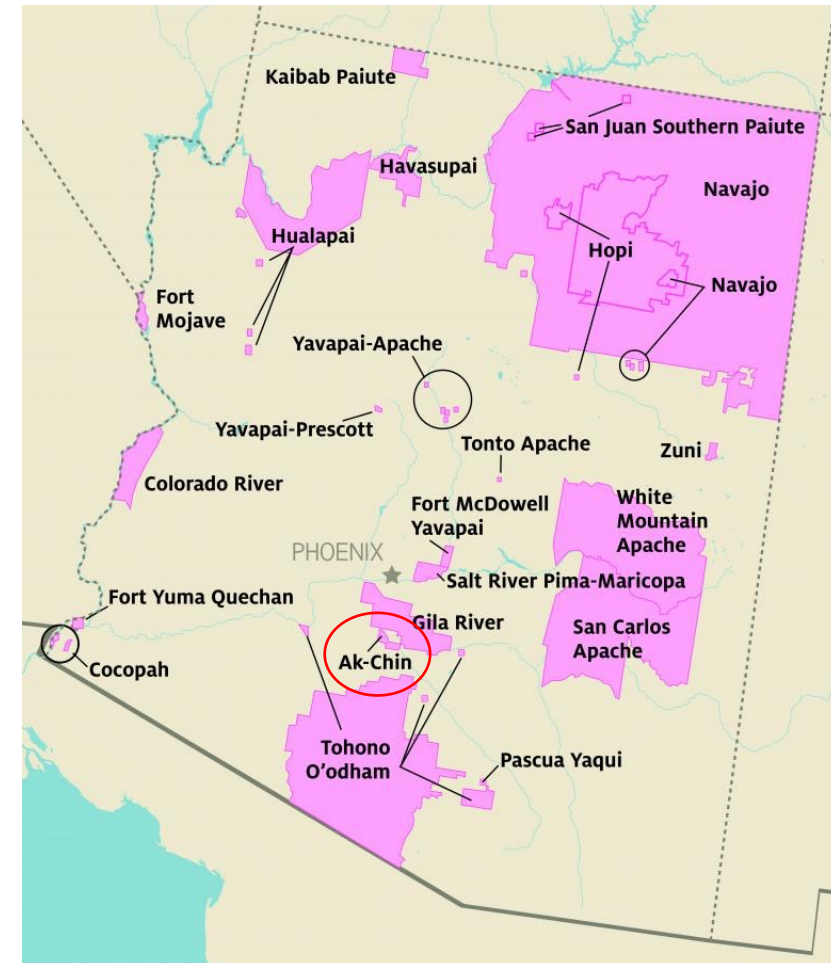 Kaibab Paiute
San Juan Southern Paiute
Havasupai
Navajo
Hualapai
Hopi
Navajo
Fort
Mojave
Yavapai-Apache
Yavapai-Prescott
Tonto Apache
Zuni
Colorado River
Fort McDowell
Yavapai
White
Mountain
Apache
PHOENIX
Salt River Pima-Maricopa
Fort Yuma Quechan
Gila River
San Carlos
Apache
Ak-Chin
Cocopah
Tohono
O’odham
Pascua Yaqui